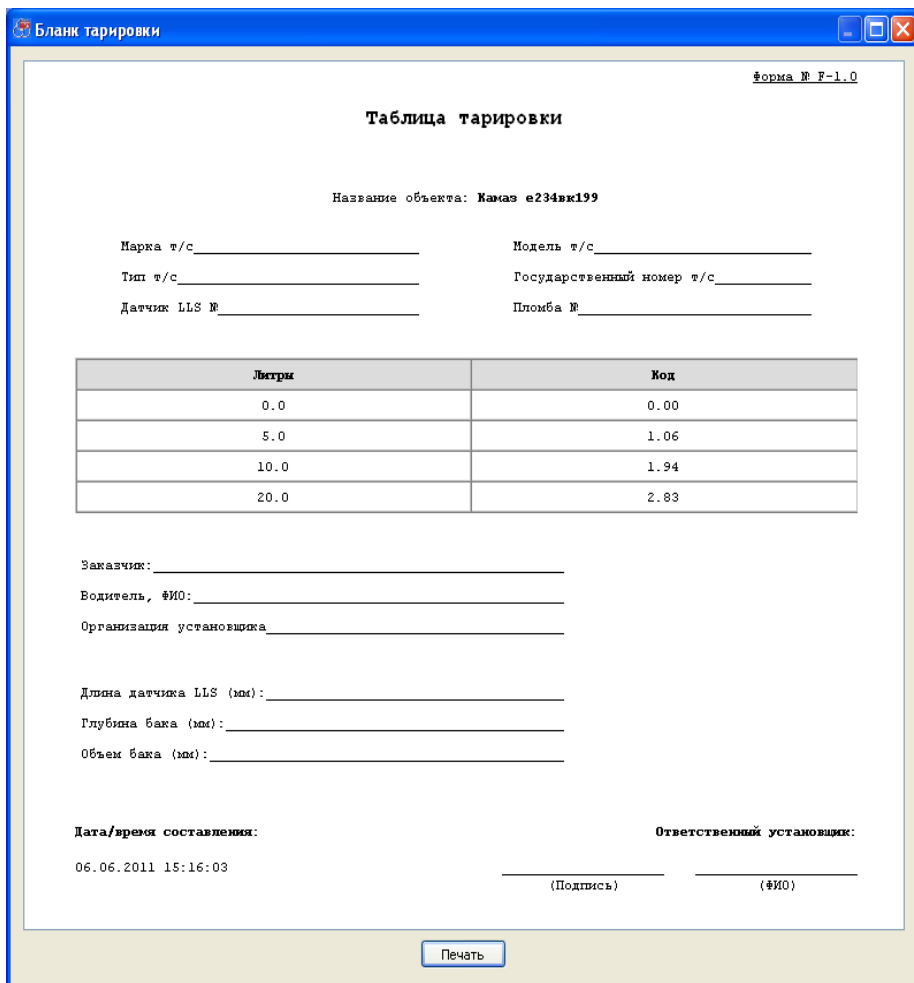 Бланк тарировки
Форма № F-1.0
Таблица тарировки
Название объекта: Камаз е234вк199
Марка т/с Модель т/с
Тип т/с Государственный номер т/с
Датчик LLS № Пломба №
Литры Код
0.0 0.00
5.0 1.06
10.0 1.94
20.0 2.83
Заказчик:
Водитель, ФИО:
Организация установщика
Длина датчика LLS (мм):
Глубина бака (мм):
Объем бака (мм):
Дата/время составления: Ответственный установщик:
06.06.2011 15:16:03
(Подпись) (ФИО)
Печать